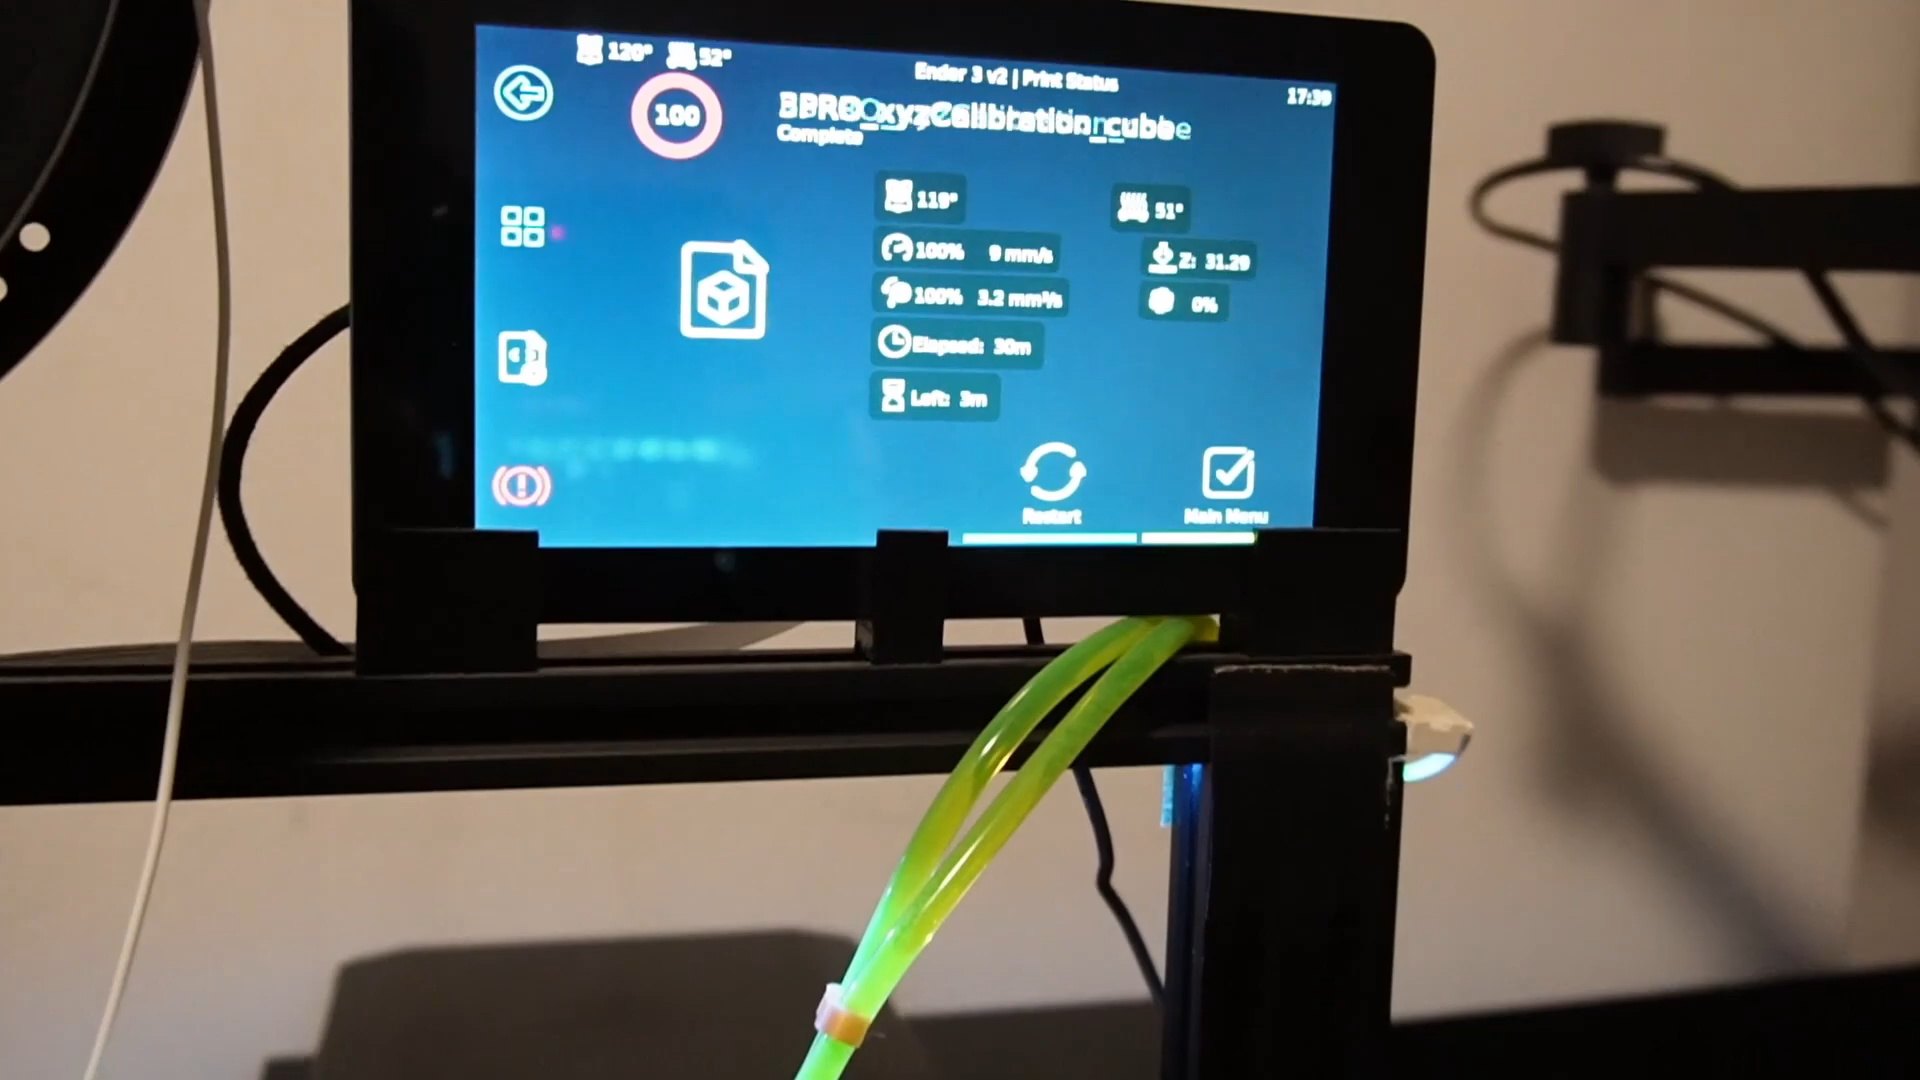 120° 52°
Ender 3 v2 | Print Status
17:39
100
3PRO_xyzCalibration_cube
Complete
119° 51°
100% 9 mm/s
Z: 31.29
100% 3.2 mm³/s
0%
Elapsed: 30m
Left: 3m
Restart
Main Menu